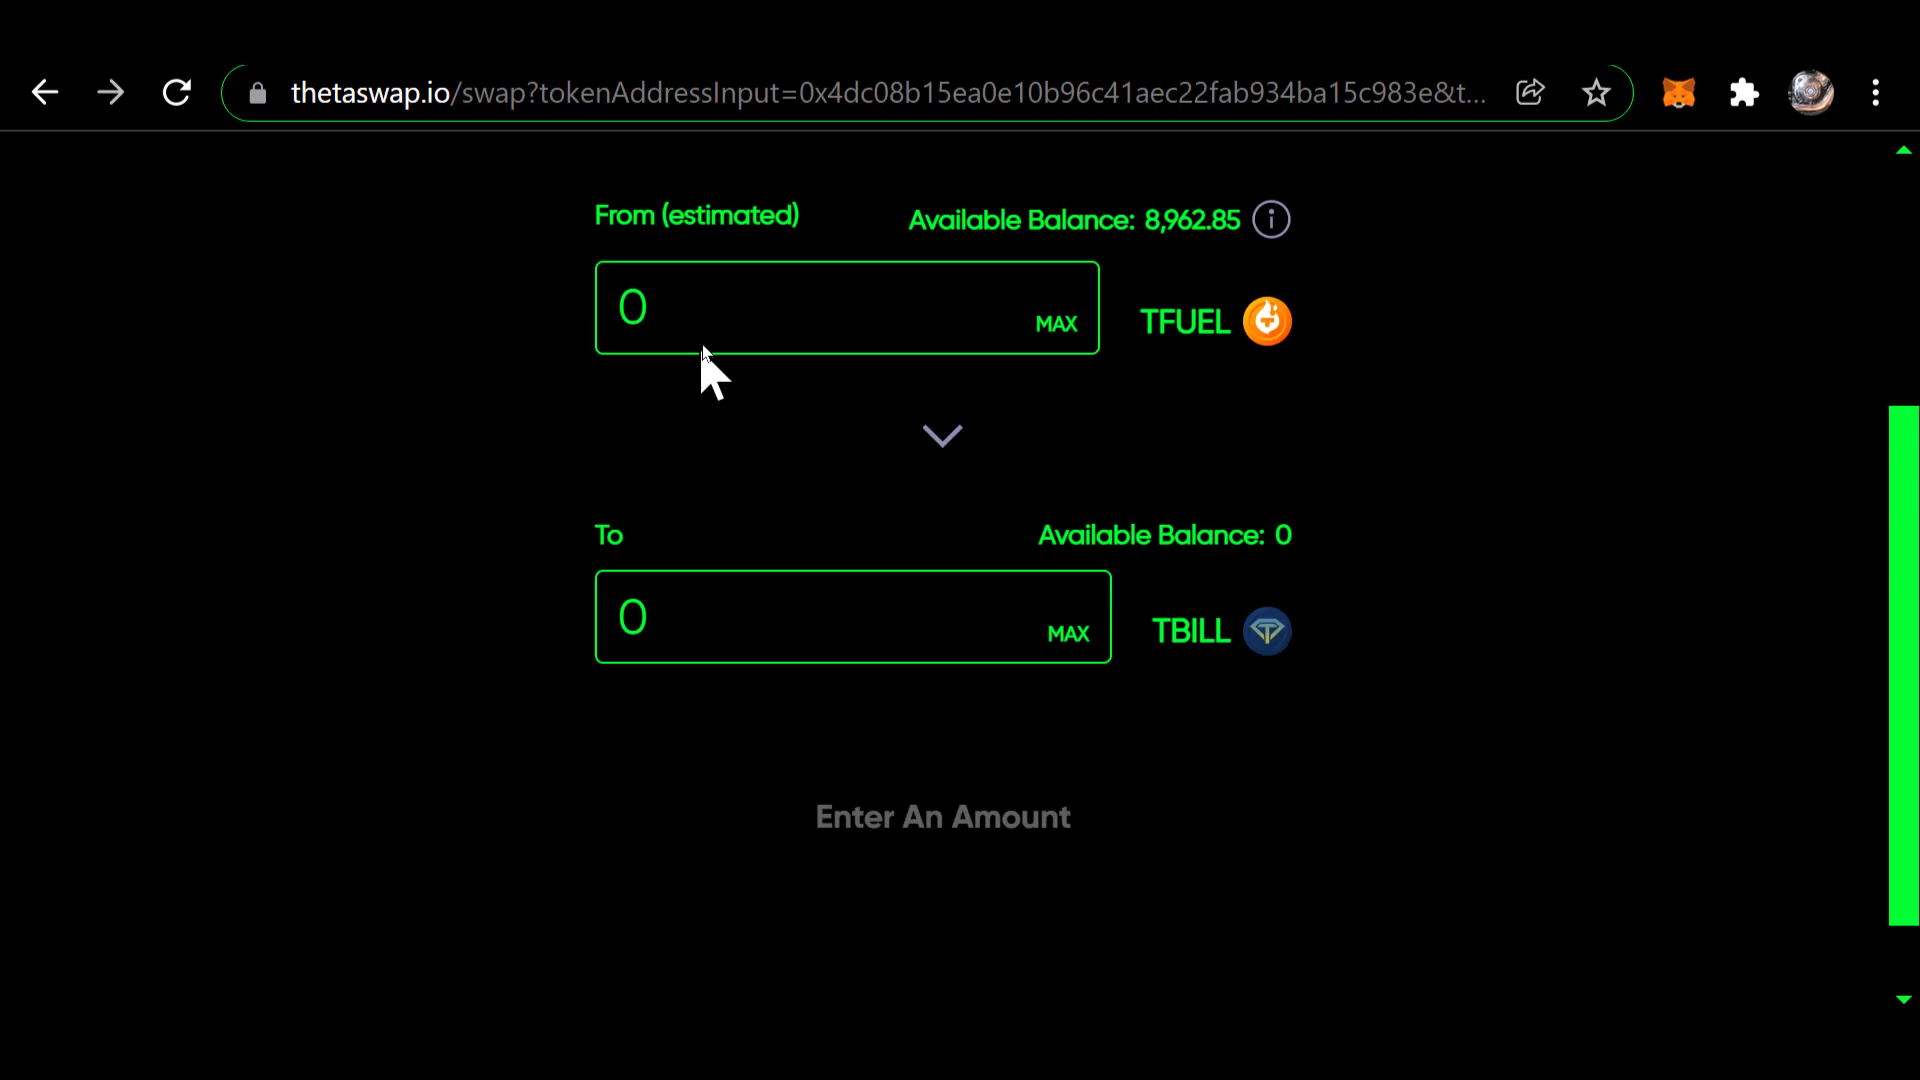 thetaswap.io/swap?tokenAddressInput=0x4dc08b15ea0e10b96c41aec22fab934ba15c983e&t...
From (estimated)
Available Balance: 8,962.85
0
MAX
TFUEL
To
Available Balance: 0
0
MAX
TBILL
Enter An Amount